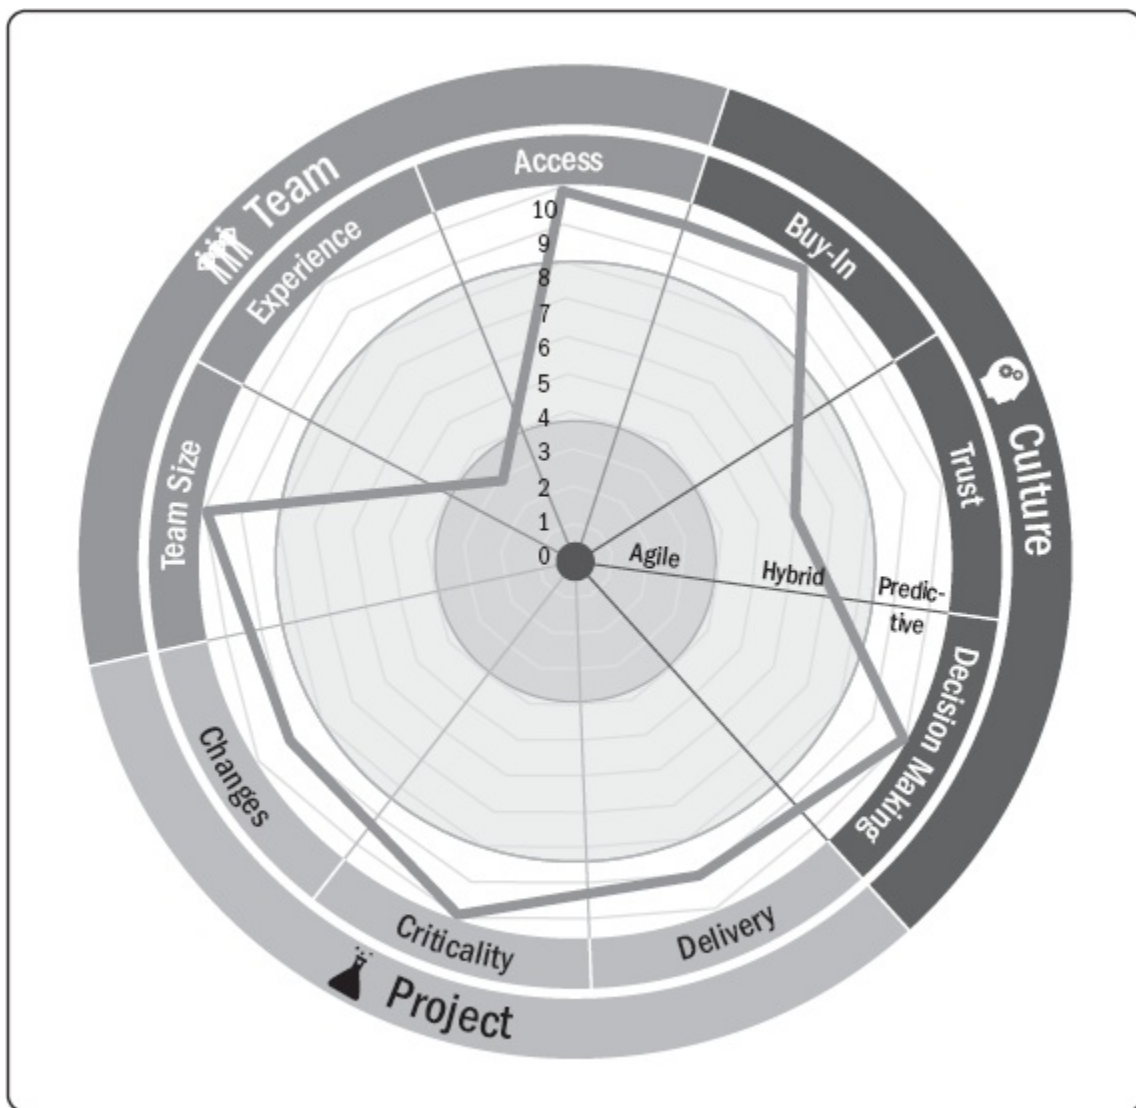 Team
Culture
Project
Access
Buy-In
Trust
Decision Making
Delivery
Criticality
Changes
Team Size
Experience
10
9
8
7
6
5
4
3
2
1
0
Agile
Hybrid
Predic-
tive